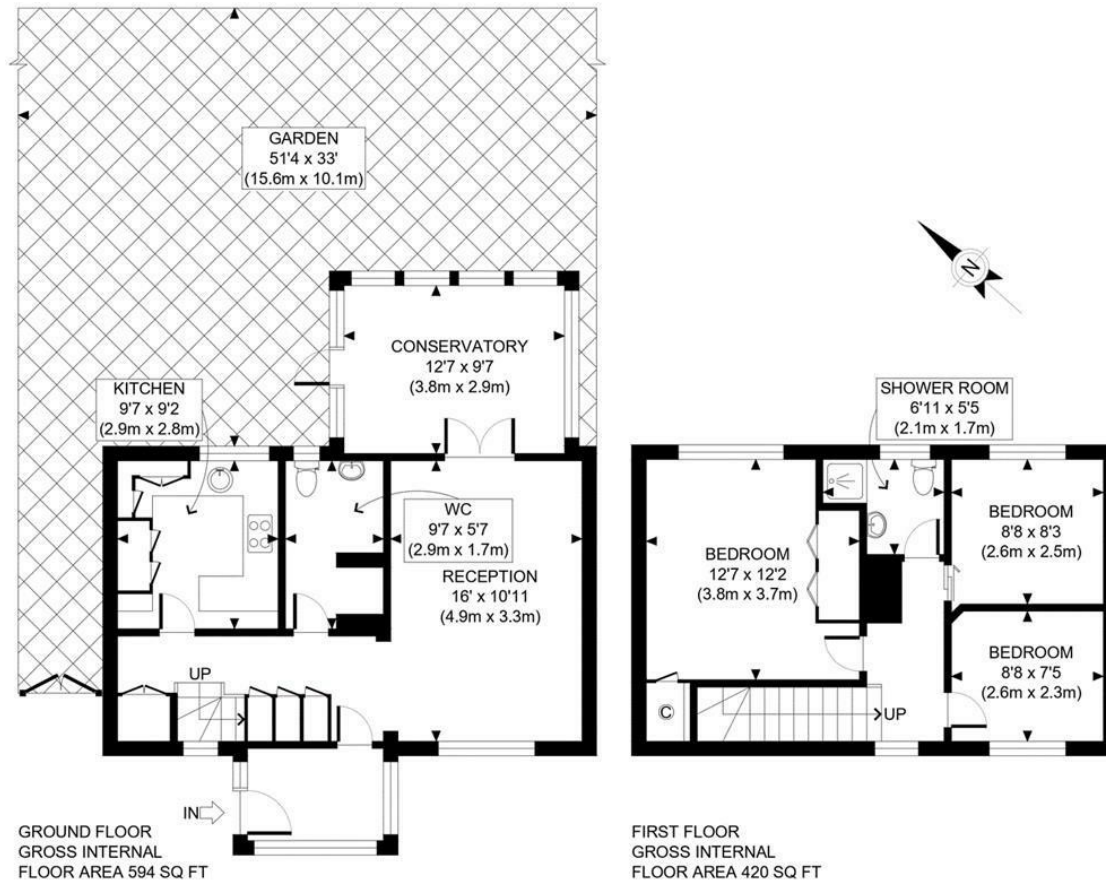 GARDEN
51'4 x 33'
(15.6m x 10.1m)
N
CONSERVATORY
12'7 x 9'7
(3.8m x 2.9m)
KITCHEN
9'7 x 9'2
(2.9m x 2.8m)
SHOWER ROOM
6'11 x 5'5
(2.1m x 1.7m)
WC
9'7 x 5'7
(2.9m x 1.7m)
RECEPTION
16' x 10'11
(4.9m x 3.3m)
BEDROOM
12'7 x 12'2
(3.8m x 3.7m)
BEDROOM
8'8 x 8'3
(2.6m x 2.5m)
BEDROOM
8'8 x 7'5
(2.6m x 2.3m)
UP
C
UP
IN
GROUND FLOOR
GROSS INTERNAL
FLOOR AREA 594 SQ FT
FIRST FLOOR
GROSS INTERNAL
FLOOR AREA 420 SQ FT